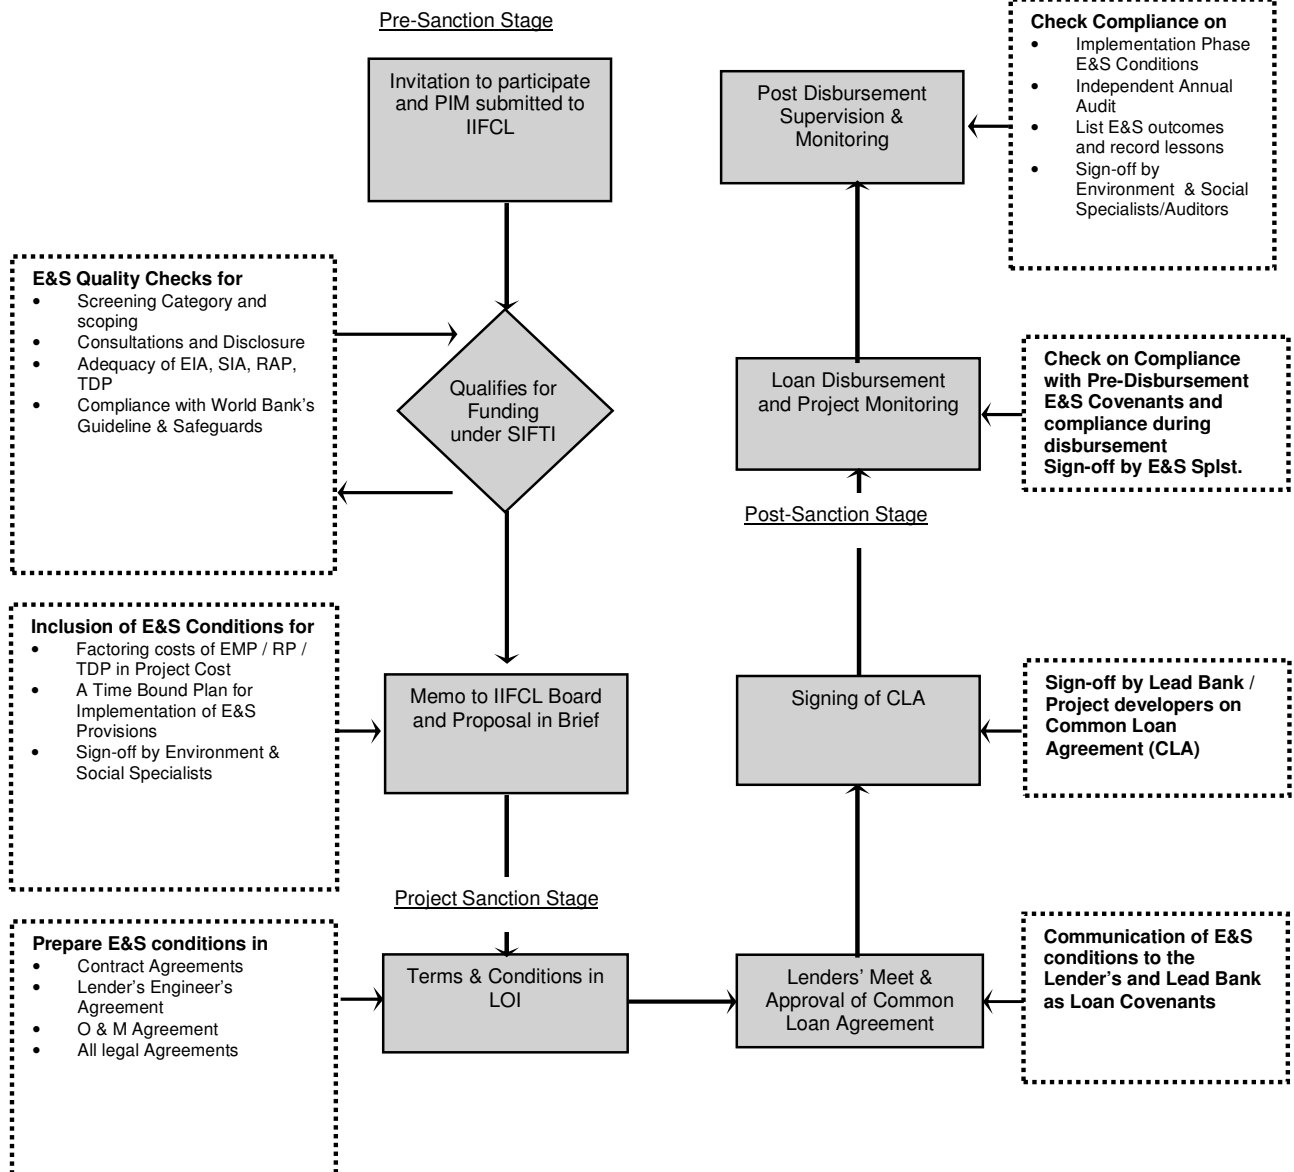 Pre-Sanction Stage
Invitation to participate
and PIM submitted to
IIFCL
E&S Quality Checks for
• Screening Category and
scoping
• Consultations and Disclosure
• Adequacy of EIA, SIA, RAP,
TDP
• Compliance with World Bank's
Guideline & Safeguards
Qualifies for
Funding
under SIFTI
Inclusion of E&S Conditions for
• Factoring costs of EMP / RP /
TDP in Project Cost
• A Time Bound Plan for
Implementation of E&S
Provisions
• Sign-off by Environment &
Social Specialists
Memo to IIFCL Board
and Proposal in Brief
Project Sanction Stage
Prepare E&S conditions in
• Contract Agreements
• Lender's Engineer's
Agreement
• O & M Agreement
• All legal Agreements
Terms & Conditions in
LOI
Lenders' Meet &
Approval of Common
Loan Agreement
Communication of E&S
conditions to the
Lender's and Lead Bank
as Loan Covenants
Signing of CLA
Sign-off by Lead Bank /
Project developers on
Common Loan
Agreement (CLA)
Post-Sanction Stage
Loan Disbursement
and Project Monitoring
Check on Compliance
with Pre-Disbursement
E&S Covenants and
compliance during
disbursement
Sign-off by E&S Splst.
Post Disbursement
Supervision &
Monitoring
Check Compliance on
• Implementation Phase
E&S Conditions
• Independent Annual
Audit
• List E&S outcomes
and record lessons
• Sign-off by
Environment & Social
Specialists/Auditors